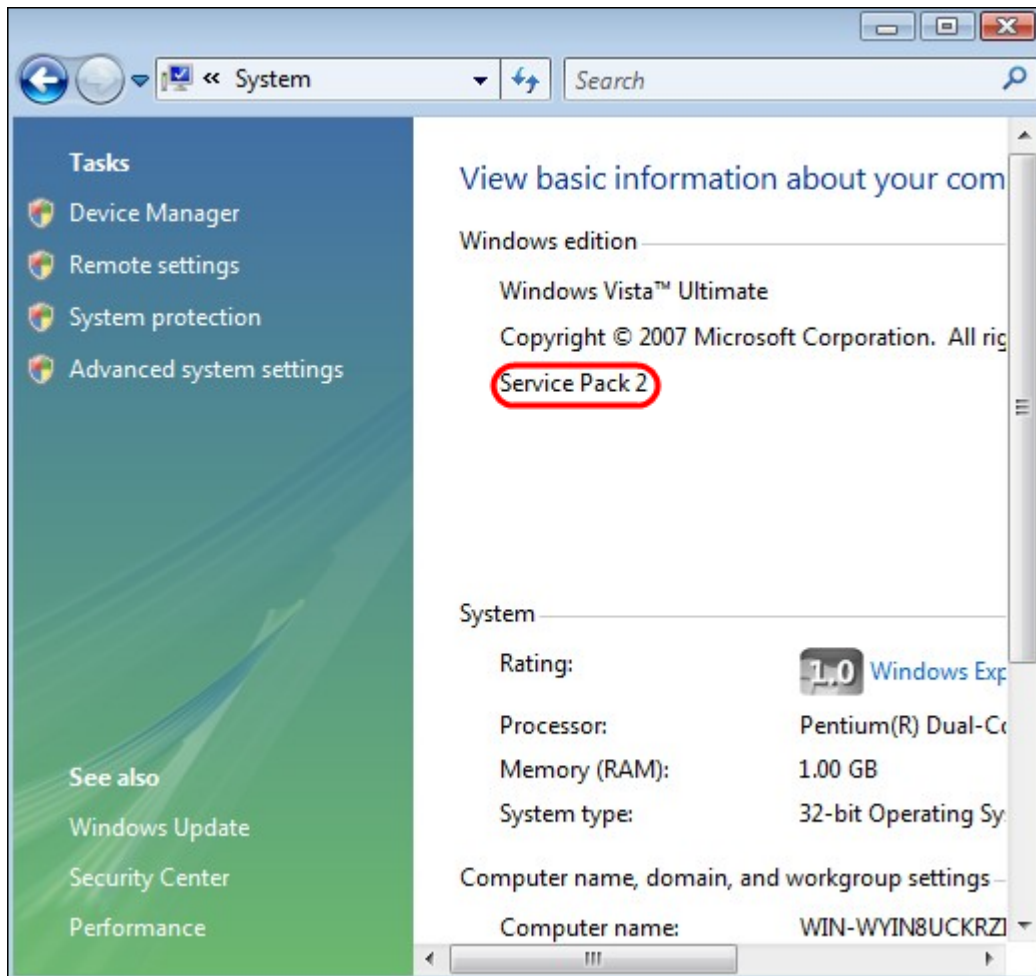 System
Search
Tasks
Device Manager
Remote settings
System protection
Advanced system settings
See also
Windows Update
Security Center
Performance
View basic information about your com
Windows edition
Windows Vista™ Ultimate
Copyright © 2007 Microsoft Corporation. All rig
Service Pack 2
System
Rating: 1.0 Windows Exp
Processor: Pentium(R) Dual-Co
Memory (RAM): 1.00 GB
System type: 32-bit Operating Sy
Computer name, domain, and workgroup settings
Computer name: WIN-WYIN8UCKRZI